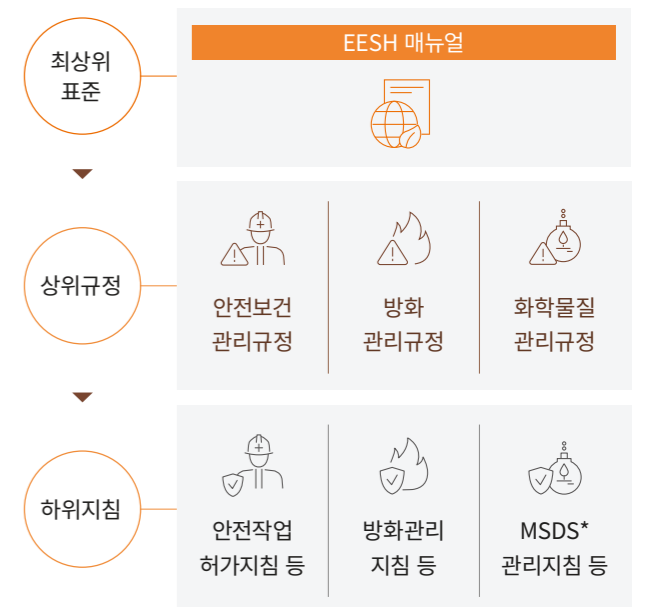 최상위
표준
EESH 매뉴얼
상위규정
안전보건
관리규정
방화
관리규정
화학물질
관리규정
하위지침
안전작업
허가지침 등
방화관리
지침 등
MSDS*
관리지침 등